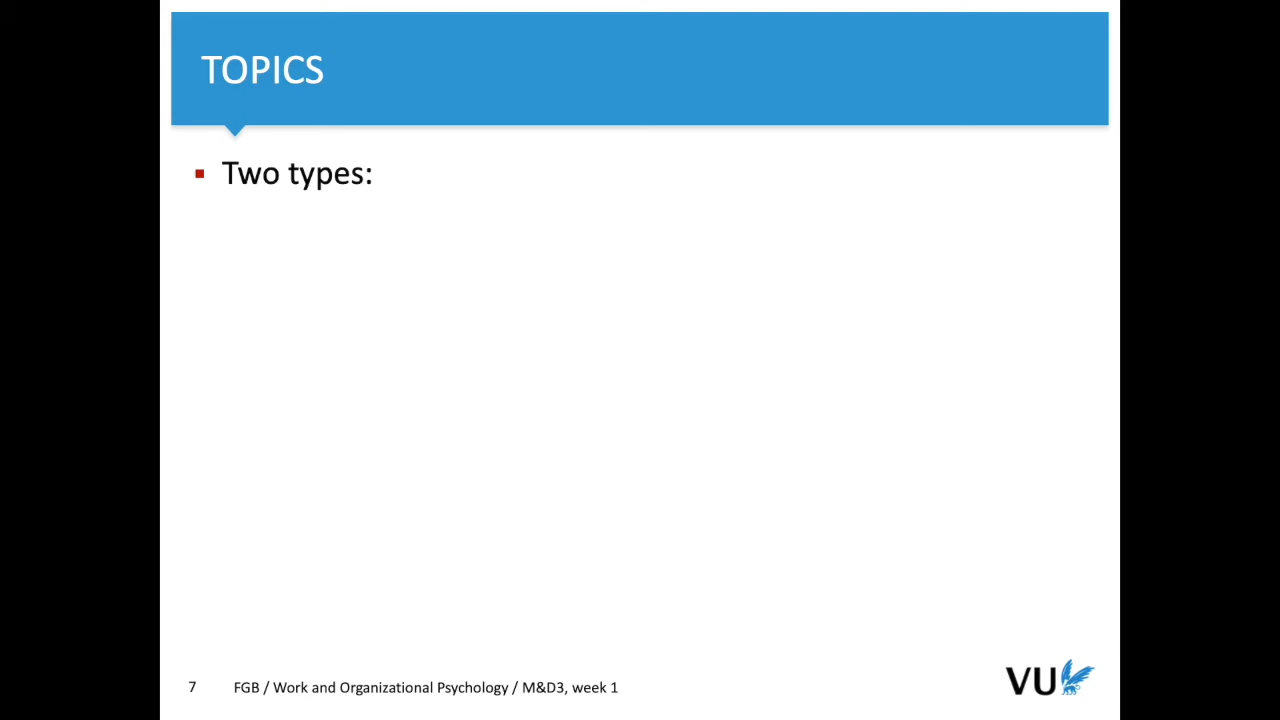 TOPICS
▪ Two types:
7 FGB / Work and Organizational Psychology / M&D3, week 1
VU